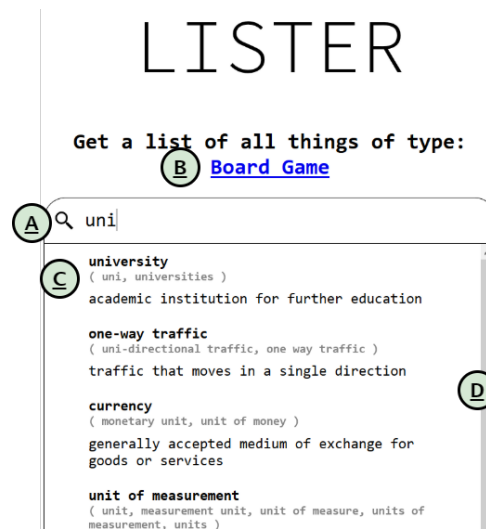 LISTER
Get a list of all things of type:
B Board Game
A uni
C university
( uni, universities )
academic institution for further education
one-way traffic
( uni-directional traffic, one way traffic )
traffic that moves in a single direction
D
currency
( monetary unit, unit of money )
generally accepted medium of exchange for
goods or services
unit of measurement
( unit, measurement unit, unit of measure, units of
measurement, units )